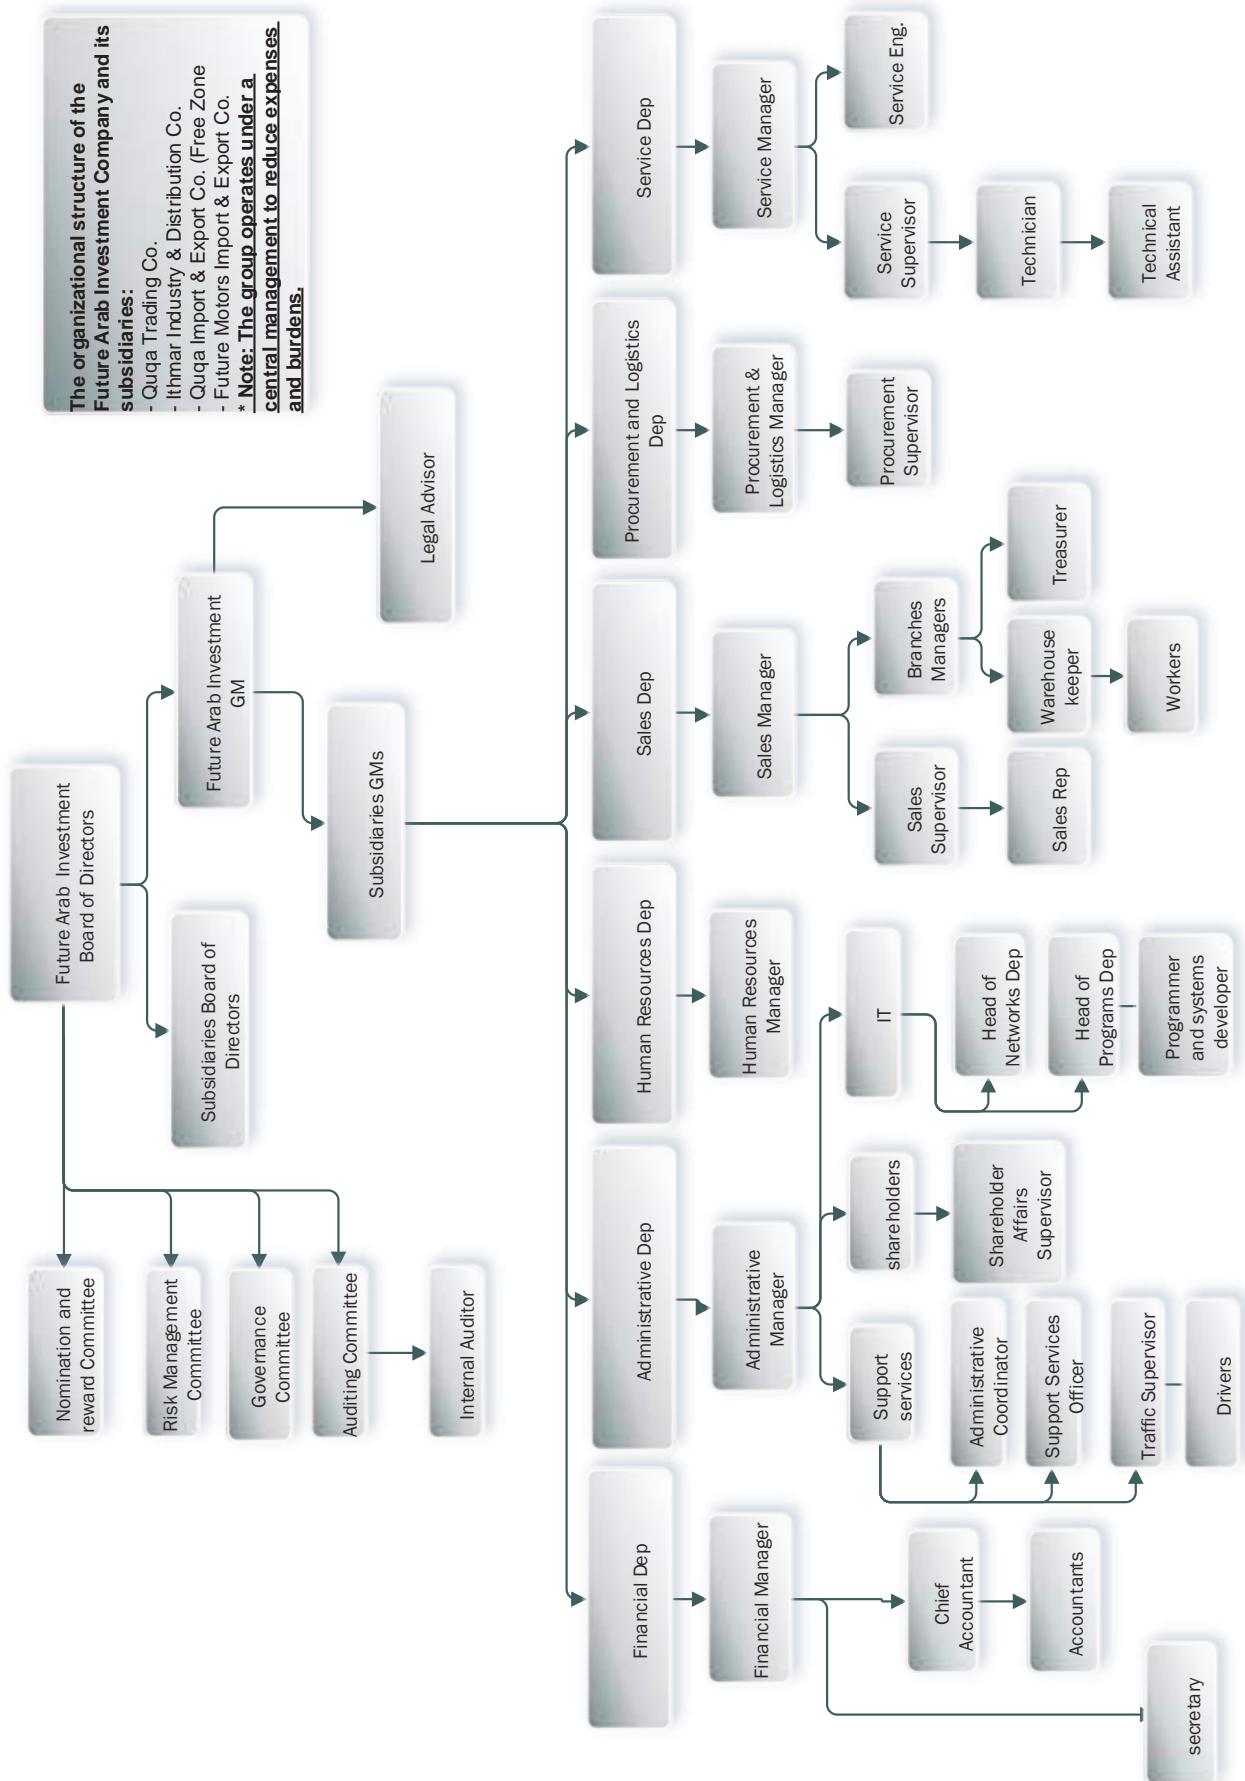 The organizational structure of the
Future Arab Investment Company and its
subsidiaries:
- Quqa Trading Co.
- Ithmar Industry & Distribution Co.
- Quqa Import & Export Co. (Free Zone
- Future Motors Import & Export Co.
* Note: The group operates under a
central management to reduce expenses
and burdens.
Future Arab Investment
Board of Directors
Nomination and
reward Committee
Risk Management
Committee
Governance
Committee
Auditing Committee
Internal Auditor
Subsidiaries Board of
Directors
Future Arab Investment
GM
Legal Advisor
Subsidiaries GMs
Financial Dep
Administrative Dep
Human Resources Dep
Sales Dep
Procurement and Logistics
Dep
Service Dep
Financial Manager
Administrative
Manager
Human Resources
Manager
Sales Manager
Procurement &
Logistics Manager
Service Manager
Chief
Accountant
Accountants
secretary
Support
services
Administrative
Coordinator
Support Services
Officer
Traffic Supervisor
Drivers
shareholders
Shareholder
Affairs
Supervisor
IT
Head of
Networks Dep
Head of
Programs Dep
Programmer
and systems
developer
Sales
Supervisor
Sales Rep
Branches
Managers
Warehouse
keeper
Workers
Treasurer
Procurement
Supervisor
Service
Supervisor
Technician
Technical
Assistant
Service Eng.